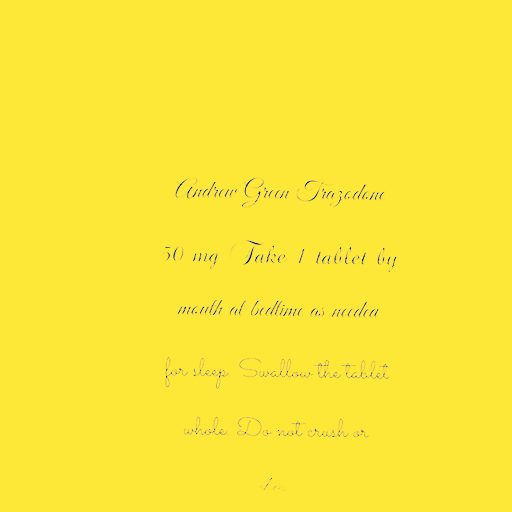 Andrew Green Trazodone
50 mg Take 1 tablet by
mouth at bedtime as needed
for sleep. Swallow the tablet
whole. Do not crush or